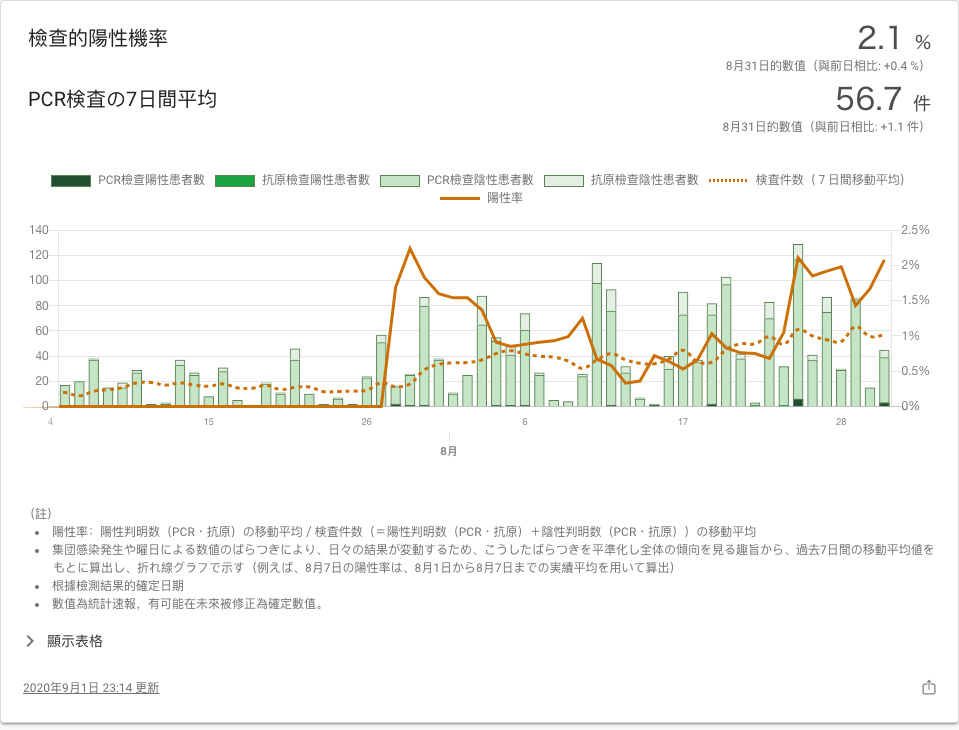 檢查的陽性機率
2.1 %
8月31日的數值（與前日相比: +0.4 %）
PCR検査の7日間平均
56.7 件
8月31日的數值（與前日相比: +1.1 件）
PCR檢查陽性患者數 抗原檢查陽性患者數 PCR檢查陰性患者數 抗原檢查陰性患者數 検査件数（７日間移動平均）
陽性率
140 2.5%
120 2%
100
80 1.5%
60 1%
40 0.5%
20
0 0%
4 15 26 6 17 28
8月
（註）
陽性率：陽性判明数（PCR・抗原）の移動平均 / 検査件数（＝陽性判明数（PCR・抗原）＋陰性判明数（PCR・抗原））の移動平均
集団感染発生や曜日による数値のばらつきにより、日々の結果が変動するため、こうしたばらつきを平準化し全体の傾向を見る趣旨から、過去7日間の移動平均値を
もとに算出し、折れ線グラフで示す（例えば、8月7日の陽性率は、8月1日から8月7日までの実績平均を用いて算出）
根據檢測結果的確定日期
數值為統計速報，有可能在未來被修正為確定數值。
顯示表格
2020年9月1日 23:14 更新